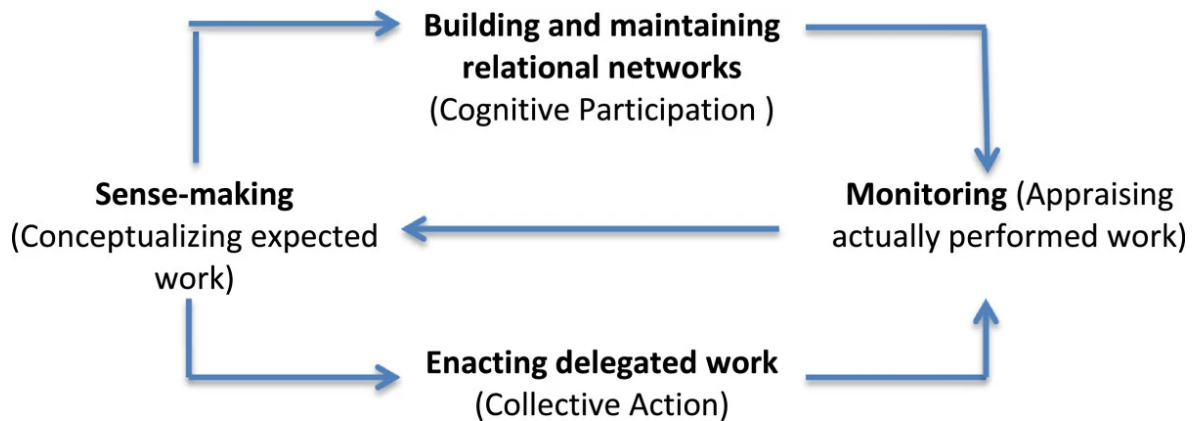 Building and maintaining
relational networks
(Cognitive Participation )
Sense-making
(Conceptualizing expected
work)
Monitoring (Appraising
actually performed work)
Enacting delegated work
(Collective Action)